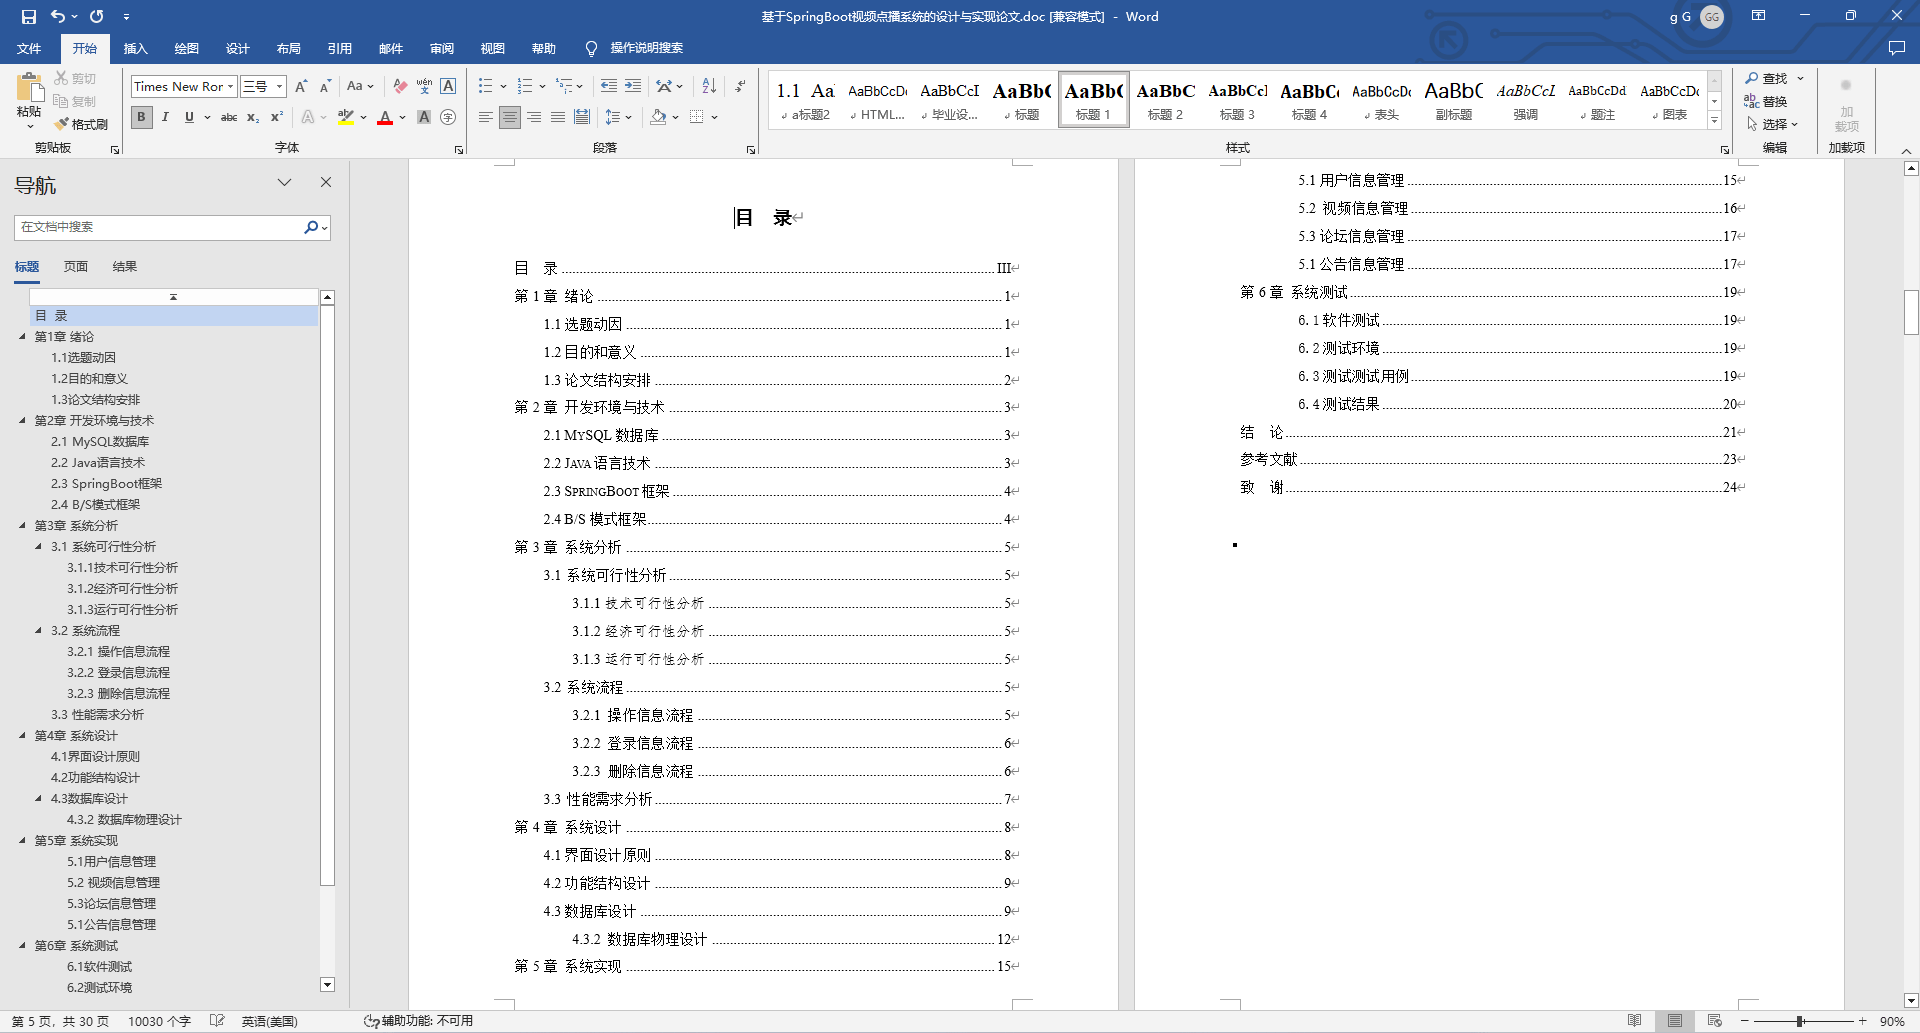 基于SpringBoot视频点播系统的设计与实现论文.doc [兼容模式] - Word
g G GG
文件 开始 插入 绘图 设计 布局 引用 邮件 审阅 视图 帮助 操作说明搜索
粘贴
剪切
复制
格式刷
剪贴板
Times New Ror 三号
字体
段落
1.1 Aa AaBbCcDc AaBbCcI AaBb( AaBb( AaBbC AaBbCcI AaBbC AaBbCcDc AaBbC AaBbCcL AaBbCcDd AaBbCcDc
a标题2 HTML... 毕业设... 标题 标题 1 标题 2 标题 3 标题 4 表头 副标题 强调 题注 图表
样式
查找
替换
选择
编辑
加载项
加载项
导航
在文档中搜索
标题 页面 结果
目 录
第1章 绪论
1.1选题动因
1.2目的和意义
1.3论文结构安排
第2章 开发环境与技术
2.1 MySQL数据库
2.2 Java语言技术
2.3 SpringBoot框架
2.4 B/S模式框架
第3章 系统分析
3.1 系统可行性分析
3.1.1技术可行性分析
3.1.2经济可行性分析
3.1.3运行可行性分析
3.2 系统流程
3.2.1 操作信息流程
3.2.2 登录信息流程
3.2.3 删除信息流程
3.3 性能需求分析
第4章 系统设计
4.1界面设计原则
4.2功能结构设计
4.3数据库设计
4.3.2 数据库物理设计
第5章 系统实现
5.1用户信息管理
5.2 视频信息管理
5.3论坛信息管理
5.1公告信息管理
第6章 系统测试
6.1软件测试
6.2测试环境
目 录
目 录 III
第 1 章 绪论 1
1.1 选题动因 1
1.2 目的和意义 1
1.3 论文结构安排 2
第 2 章 开发环境与技术 3
2.1 MYSQL 数据库 3
2.2 JAVA 语言技术 3
2.3 SPRINGBOOT 框架 4
2.4 B/S 模式框架 4
第 3 章 系统分析 5
3.1 系统可行性分析 5
3.1.1 技术可行性分析 5
3.1.2 经济可行性分析 5
3.1.3 运行可行性分析 5
3.2 系统流程 5
3.2.1 操作信息流程 5
3.2.2 登录信息流程 6
3.2.3 删除信息流程 6
3.3 性能需求分析 7
第 4 章 系统设计 8
4.1 界面设计原则 8
4.2 功能结构设计 9
4.3 数据库设计 9
4.3.2 数据库物理设计 12
第 5 章 系统实现 15
5.1 用户信息管理 15
5.2 视频信息管理 16
5.3 论坛信息管理 17
5.1 公告信息管理 17
第 6 章 系统测试 19
6.1 软件测试 19
6.2 测试环境 19
6.3 测试测试用例 19
6.4 测试结果 20
结 论 21
参考文献 23
致 谢 24
第 5 页，共 30 页 10030 个字 英语(美国) 辅助功能: 不可用 90%